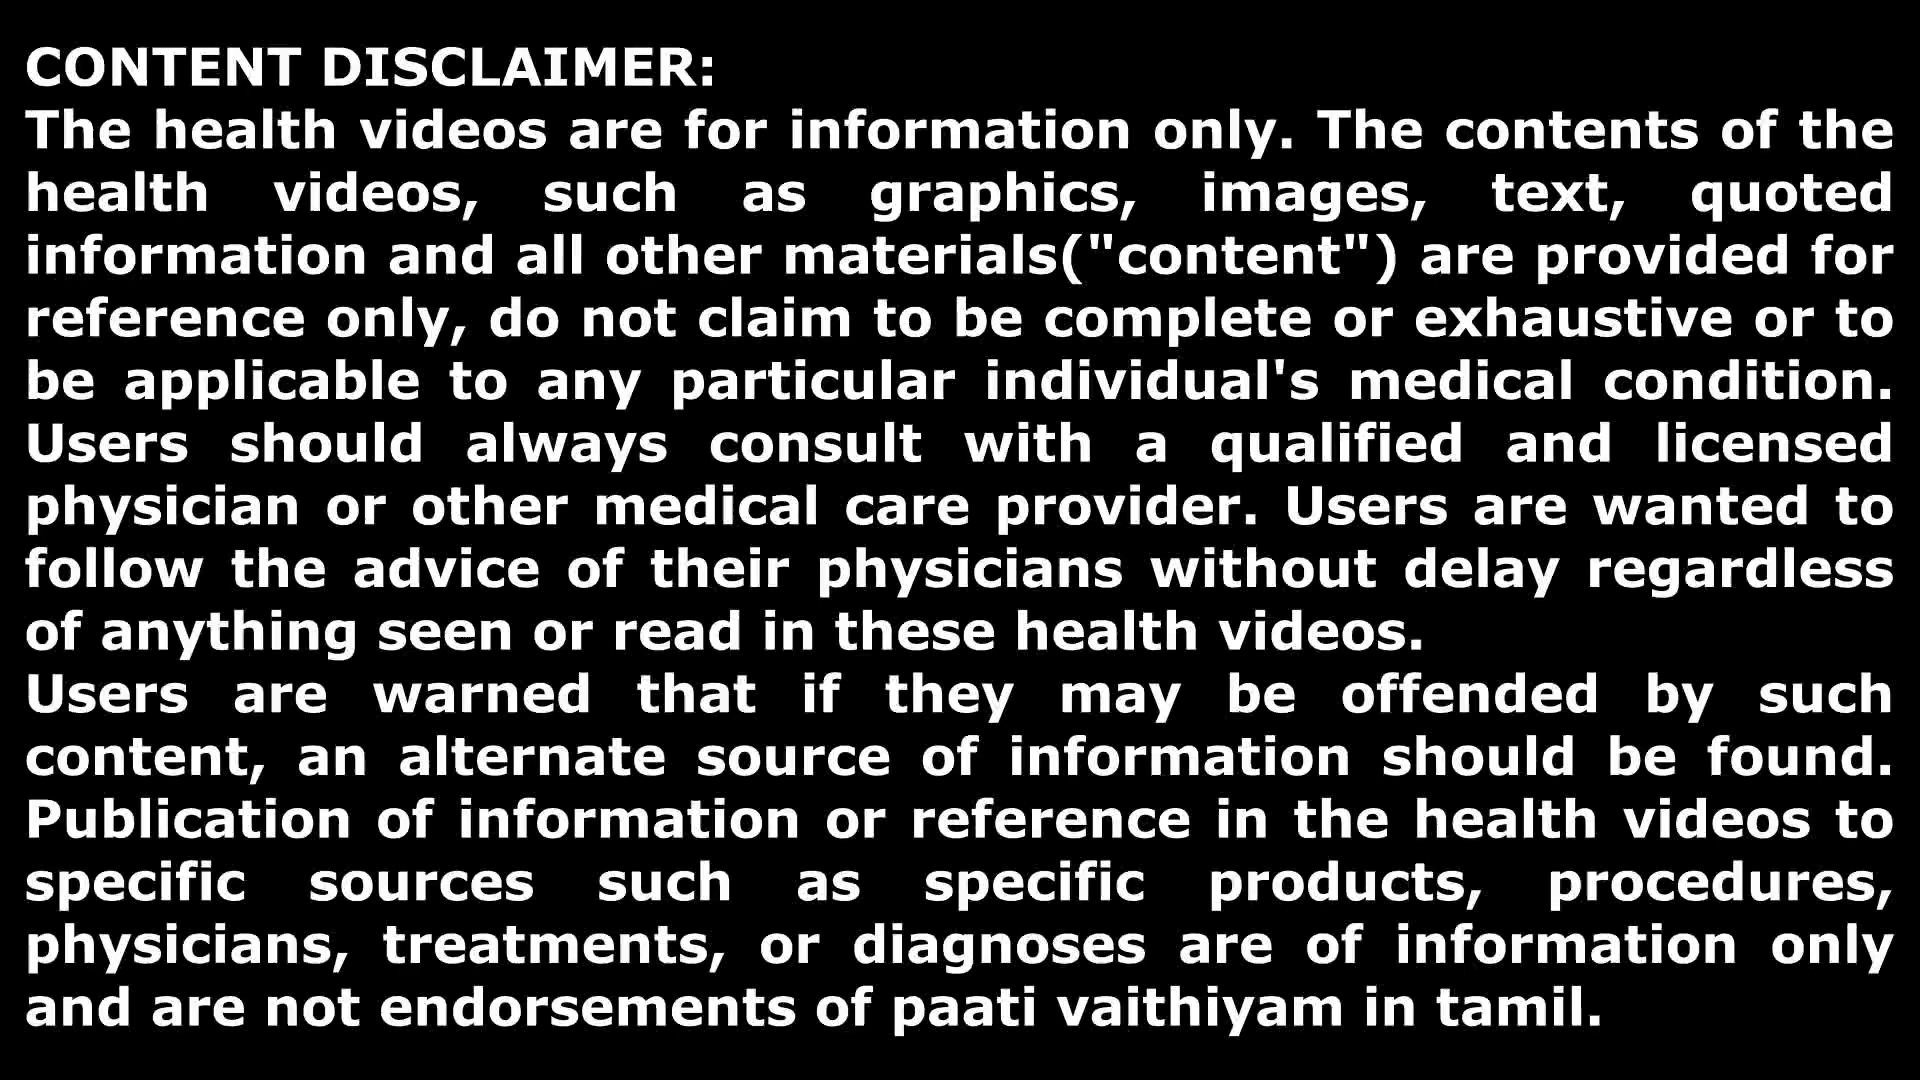 CONTENT DISCLAIMER:
The health videos are for information only. The contents of the
health videos, such as graphics, images, text, quoted
information and all other materials("content") are provided for
reference only, do not claim to be complete or exhaustive or to
be applicable to any particular individual's medical condition.
Users should always consult with a qualified and licensed
physician or other medical care provider. Users are wanted to
follow the advice of their physicians without delay regardless
of anything seen or read in these health videos.
Users are warned that if they may be offended by such
content, an alternate source of information should be found.
Publication of information or reference in the health videos to
specific sources such as specific products, procedures,
physicians, treatments, or diagnoses are of information only
and are not endorsements of paati vaithiyam in tamil.